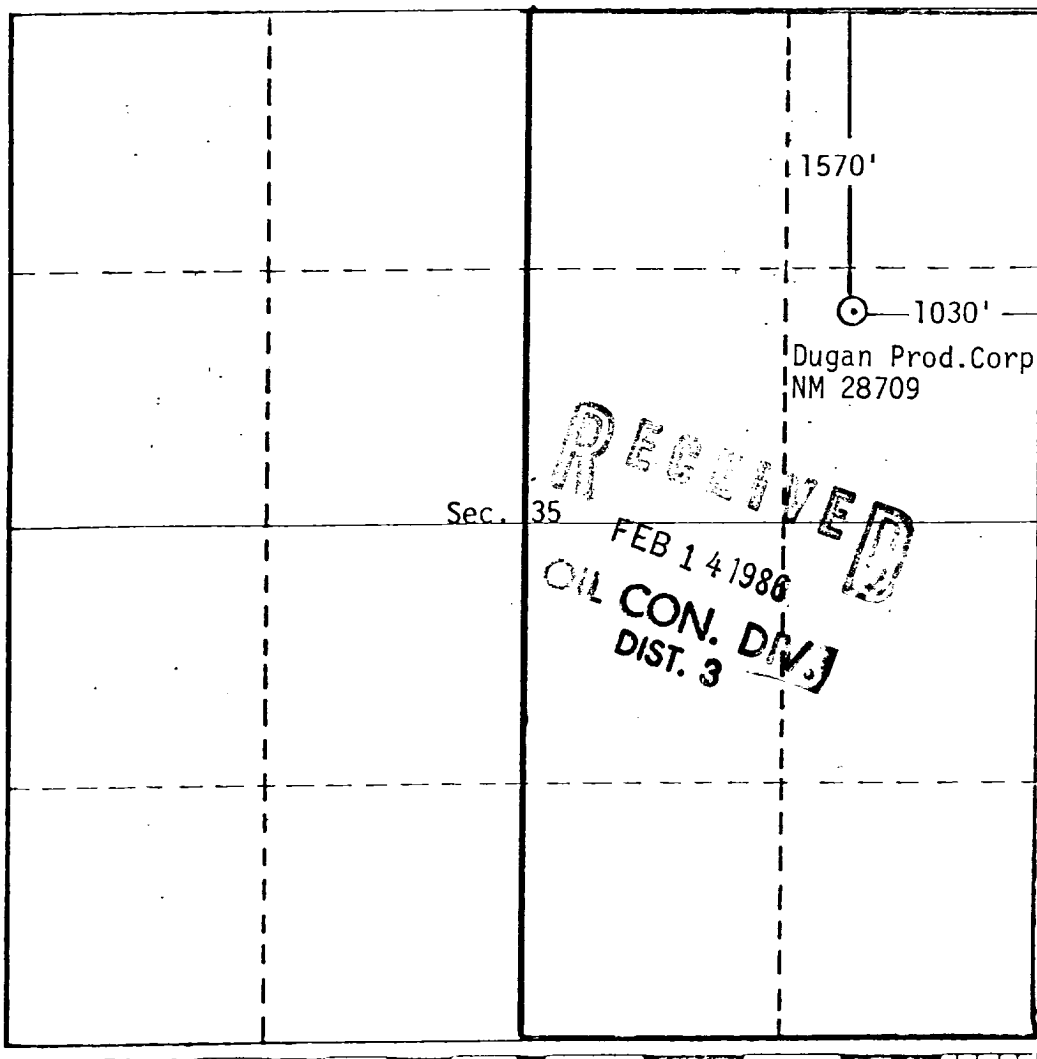 1570'
1030'
Dugan Prod.Corp
NM 28709
RECEIVED
Sec. 35
FEB 14 1986
OIL CON. DIV.
DIST. 3